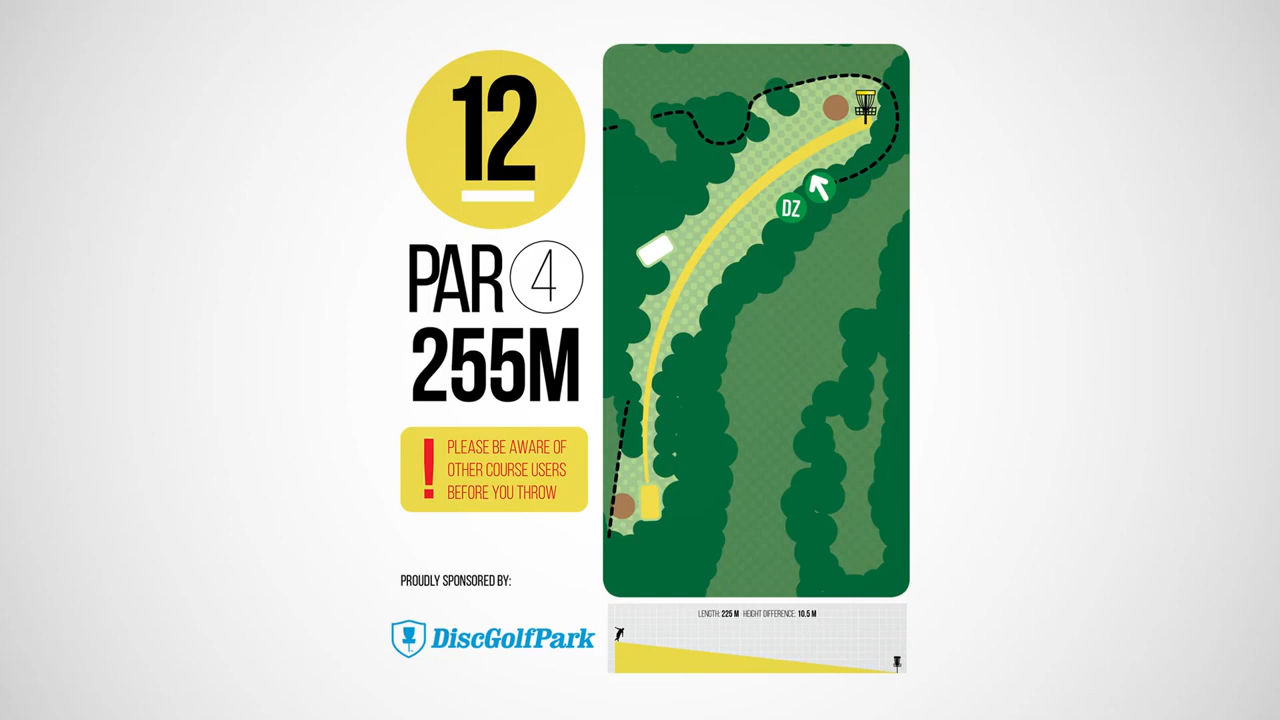 12
PAR 4
255M
! PLEASE BE AWARE OF
OTHER COURSE USERS
BEFORE YOU THROW
PROUDLY SPONSORED BY:
DiscGolfPark
DZ
LENGTH: 225 M HEIGHT DIFFERENCE: 10.5 M